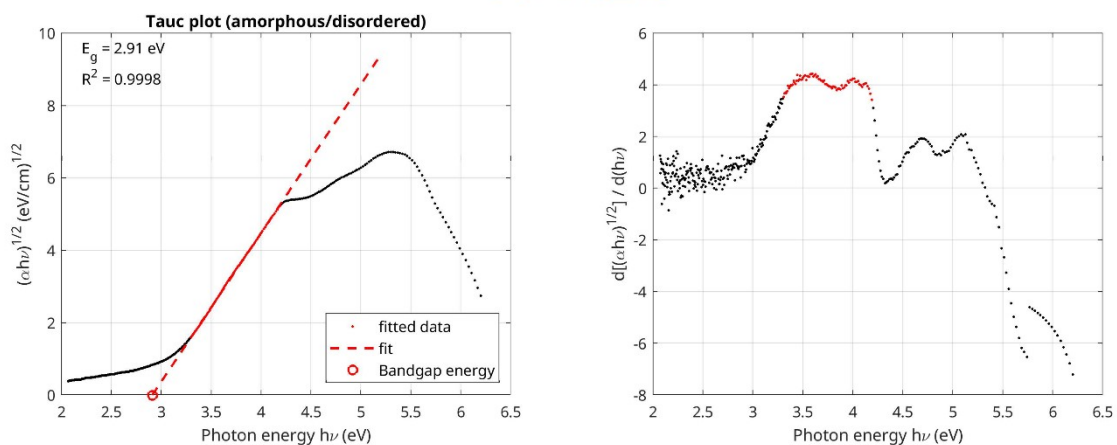 Tauc plot (amorphous/disordered)
E_g = 2.91 eV
R^2 = 0.9998
10
8
6
4
2
0
(αhν)^1/2 (eV/cm)^1/2
fitted data
fit
Bandgap energy
2 2.5 3 3.5 4 4.5 5 5.5 6 6.5
Photon energy hν (eV)
6
4
2
0
-2
-4
-6
-8
d[(αhν)^1/2] / d(hν)
2 2.5 3 3.5 4 4.5 5 5.5 6 6.5
Photon energy hν (eV)